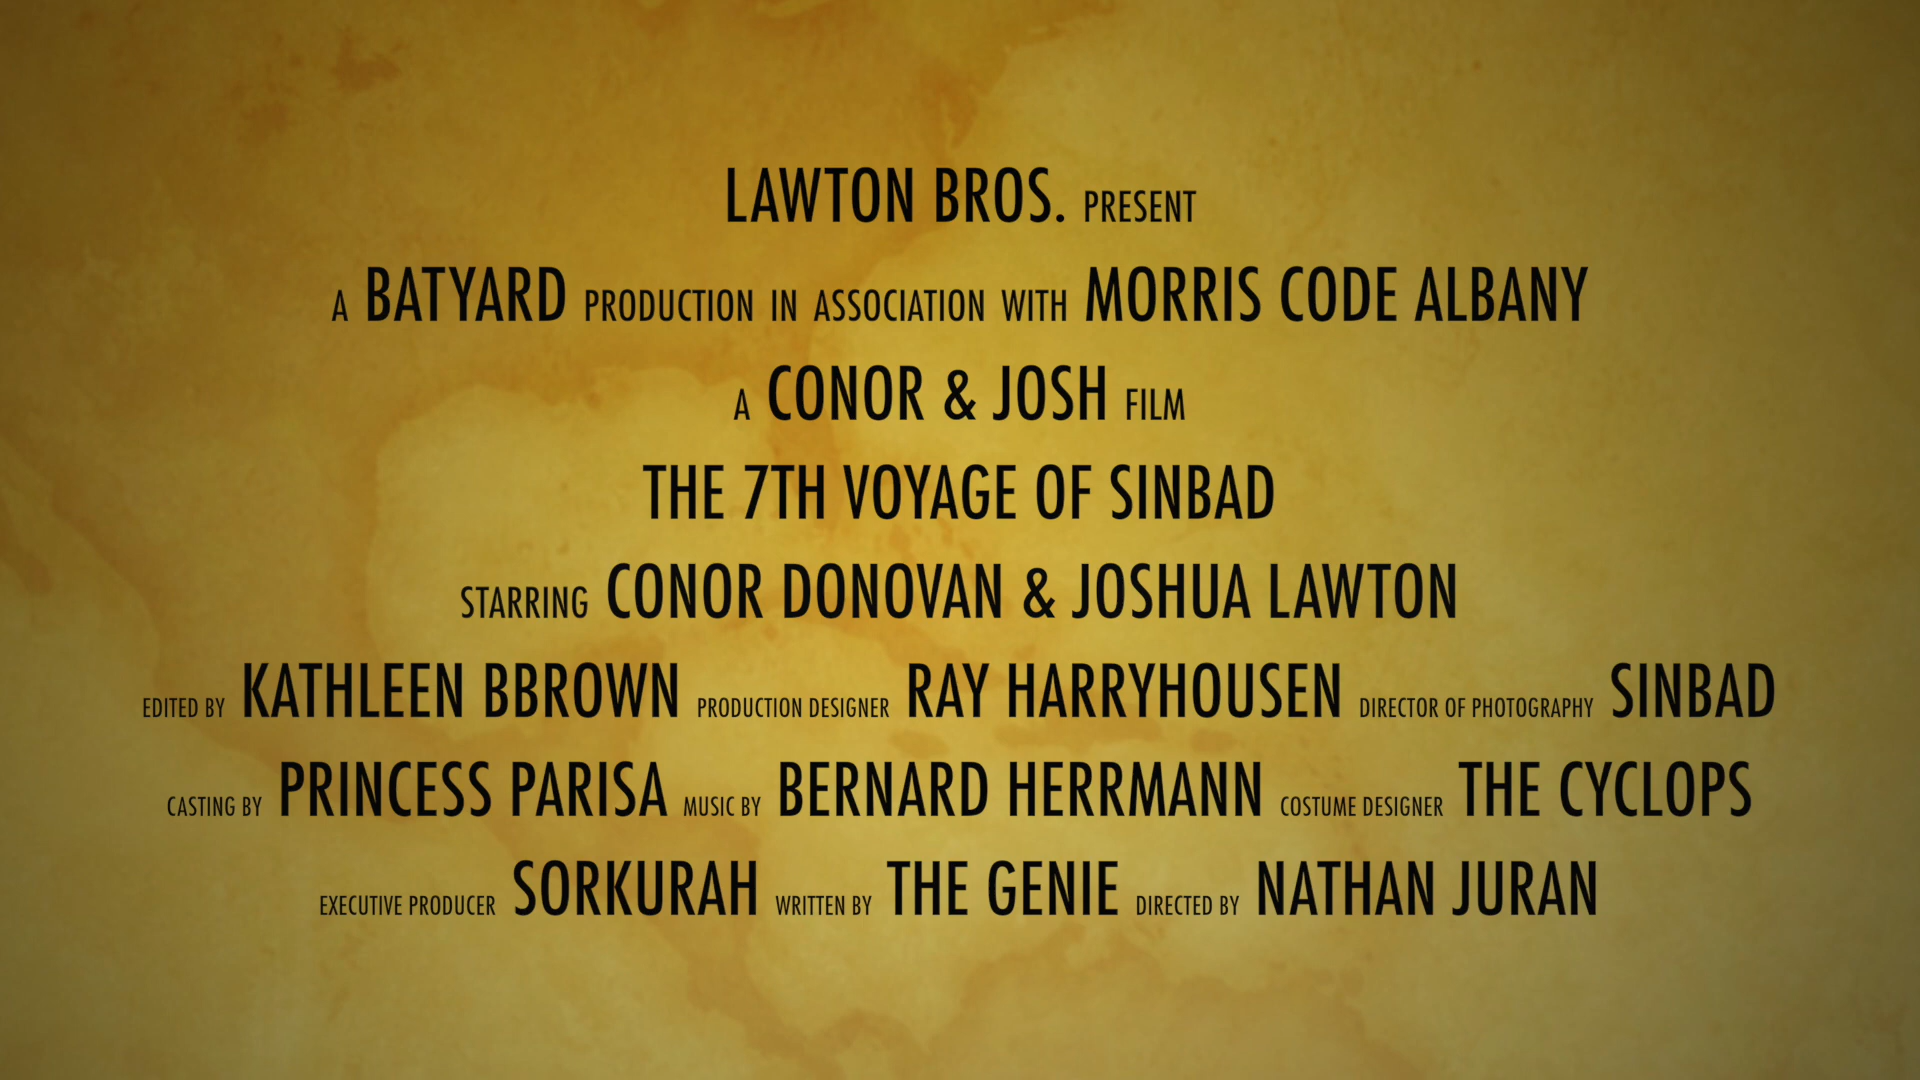 LAWTON BROS. PRESENT
A BATYARD PRODUCTION IN ASSOCIATION WITH MORRIS CODE ALBANY
A CONOR & JOSH FILM
THE 7TH VOYAGE OF SINBAD
STARRING CONOR DONOVAN & JOSHUA LAWTON
EDITED BY KATHLEEN BBROWN PRODUCTION DESIGNER RAY HARRYHOUSEN DIRECTOR OF PHOTOGRAPHY SINBAD
CASTING BY PRINCESS PARISA MUSIC BY BERNARD HERRMANN COSTUME DESIGNER THE CYCLOPS
EXECUTIVE PRODUCER SORKURAH WRITTEN BY THE GENIE DIRECTED BY NATHAN JURAN